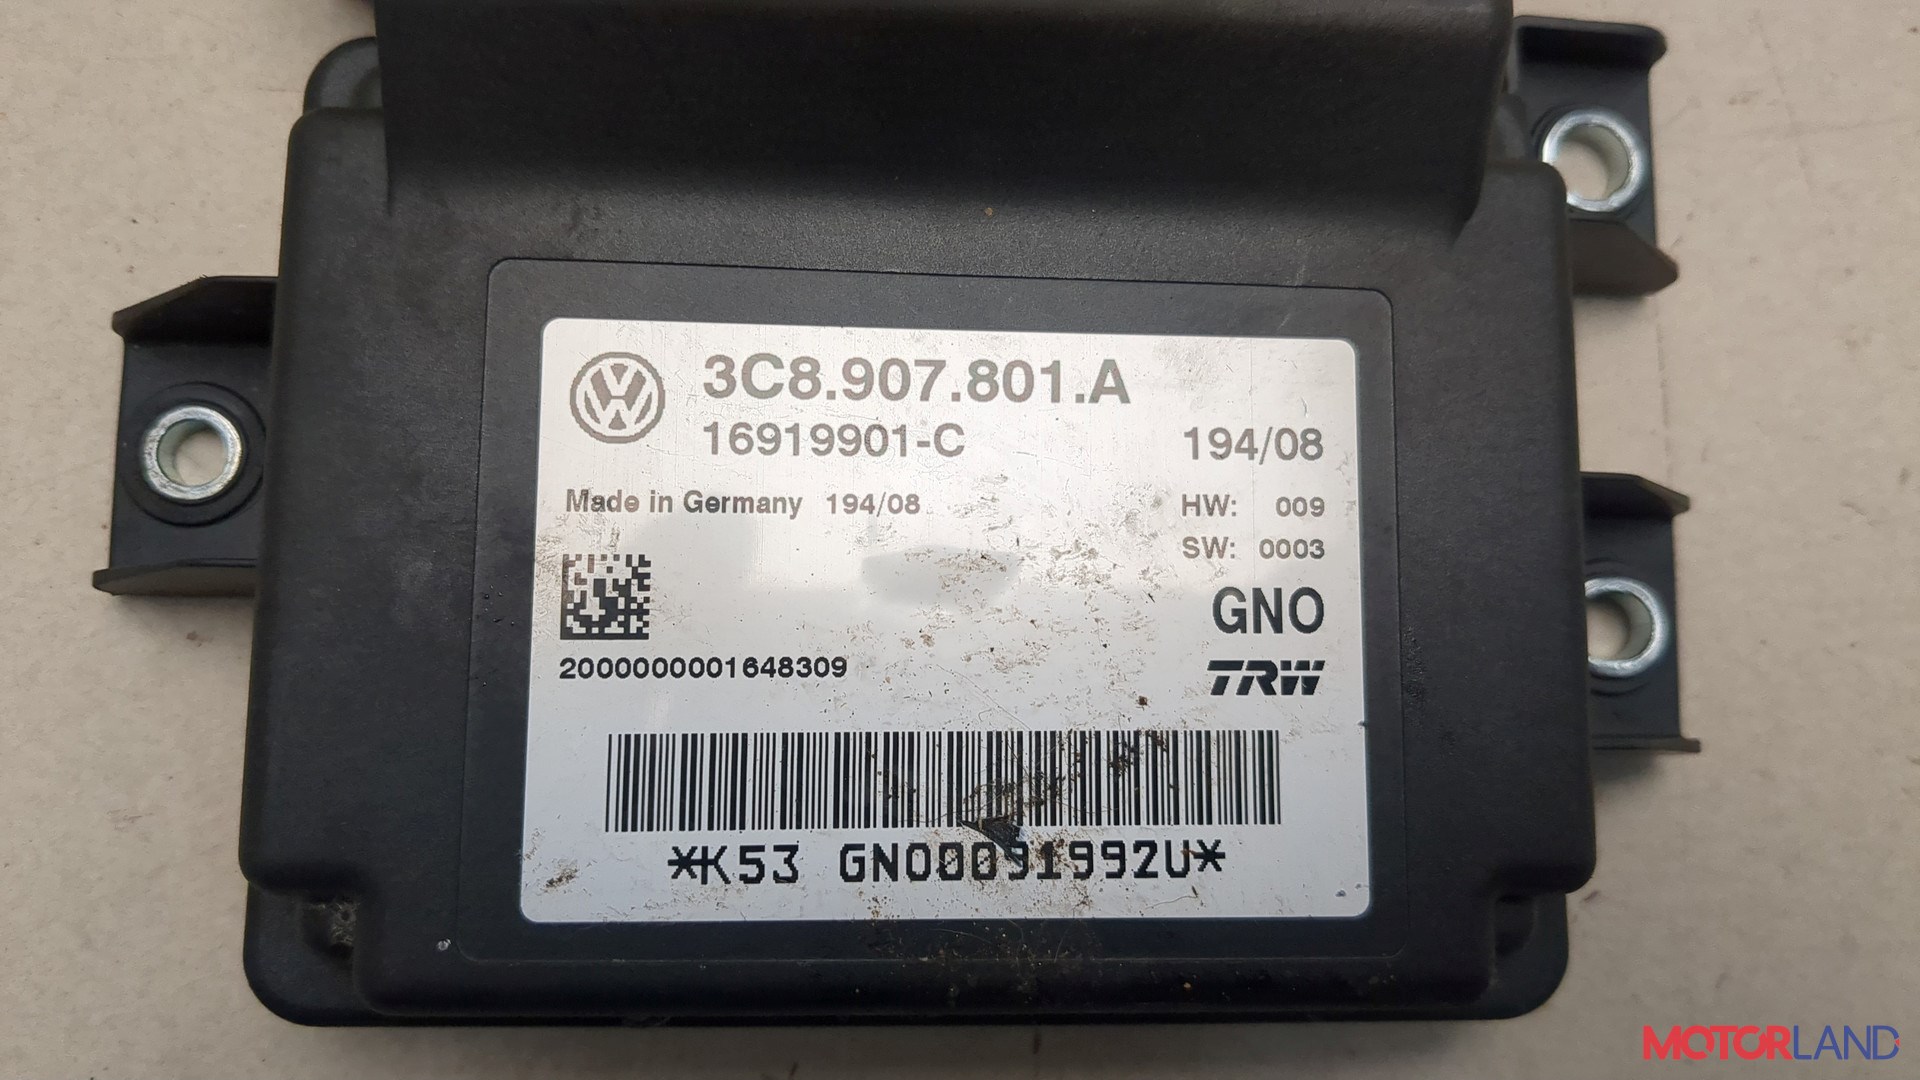 3C8.907.801.A
16919901-C 194/08
Made in Germany 194/08 HW: 009
SW: 0003
GNO
2000000001648309 TRW
*K53 GNO0091992U*
MOTORLAND